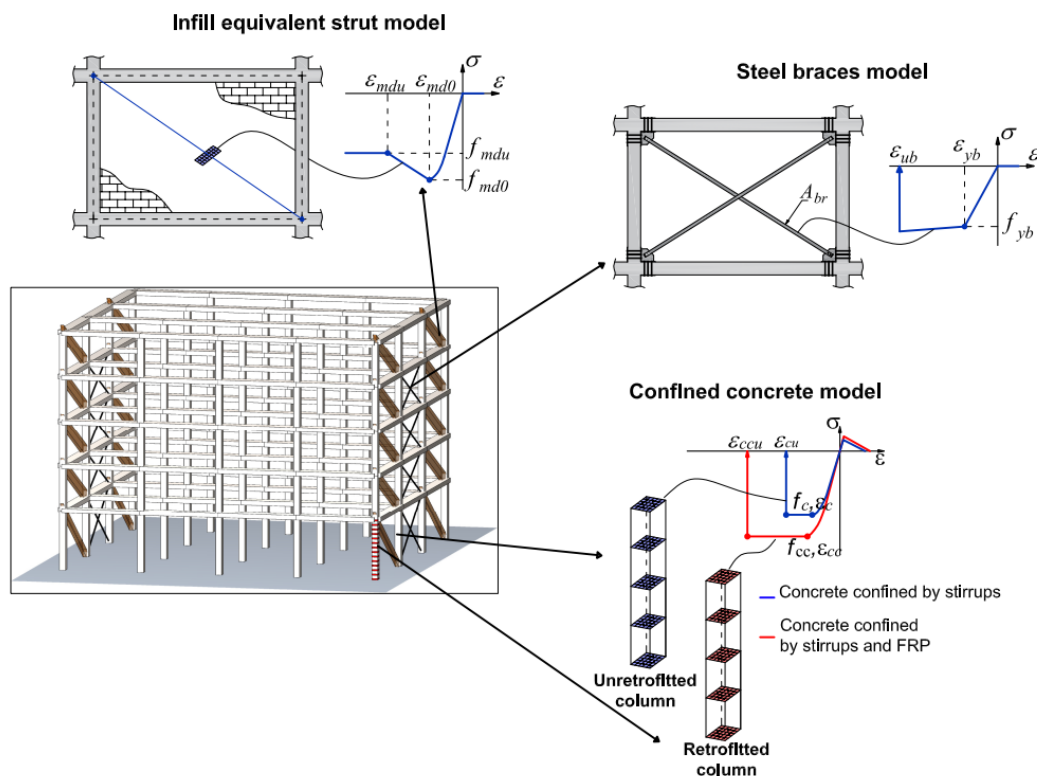 Infill equivalent strut model
σ
ε
ε_mdu
ε_md0
f_mdu
f_md0
Steel braces model
σ
ε
ε_ub
ε_yb
A_br
f_yb
Confined concrete model
σ
ε_ccu
ε_cu
ε
f_c,ε_c
f_cc,ε_cc
Concrete confined by stirrups
Concrete confined
by stirrups and FRP
Unretrofitted
column
Retrofitted
column